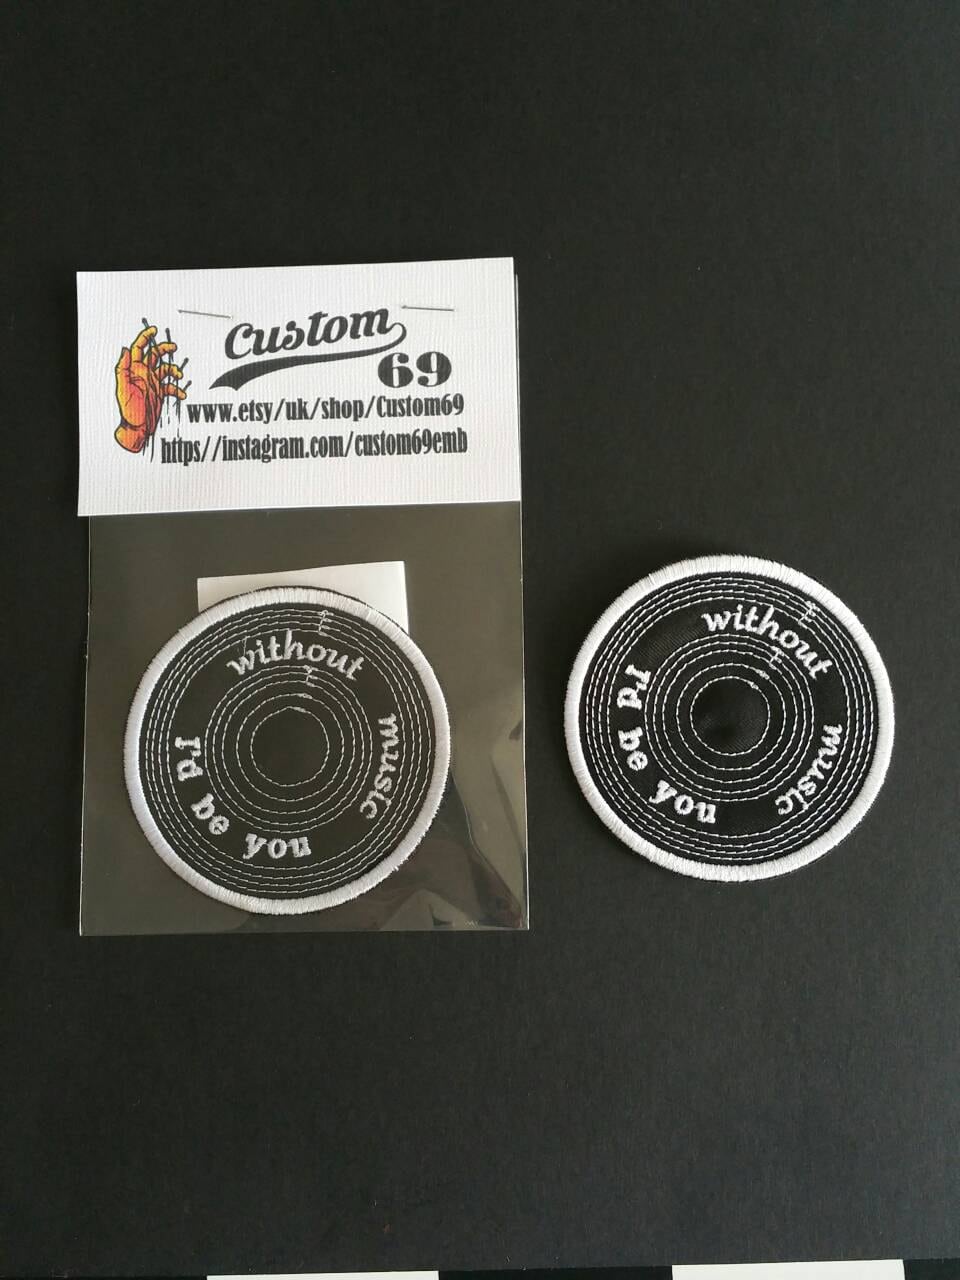 Custom
69
www.etsy/uk/shop/Custom69
https//instagram.com/custom69emb
without
music
I'd be you
without
music
I'd be you